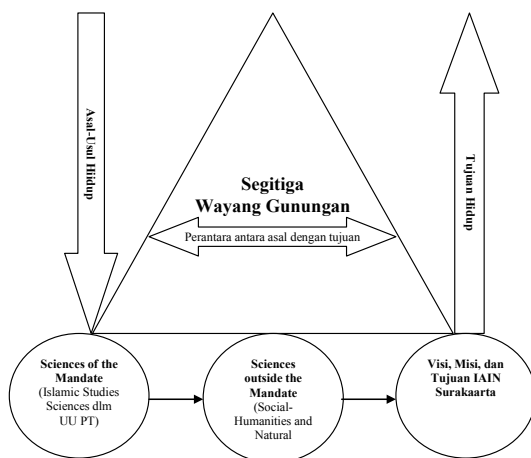 Asal-Usul Hidup
Tujuan Hidup
Segitiga
Wayang Gunungan
Perantara antara asal dengan tujuan
Sciences of the
Mandate
(Islamic Studies
Sciences dlm
UU PT)
Sciences
outside the
Mandate
(Social-
Humanities and
Natural
Visi, Misi, dan
Tujuan IAIN
Surakaarta